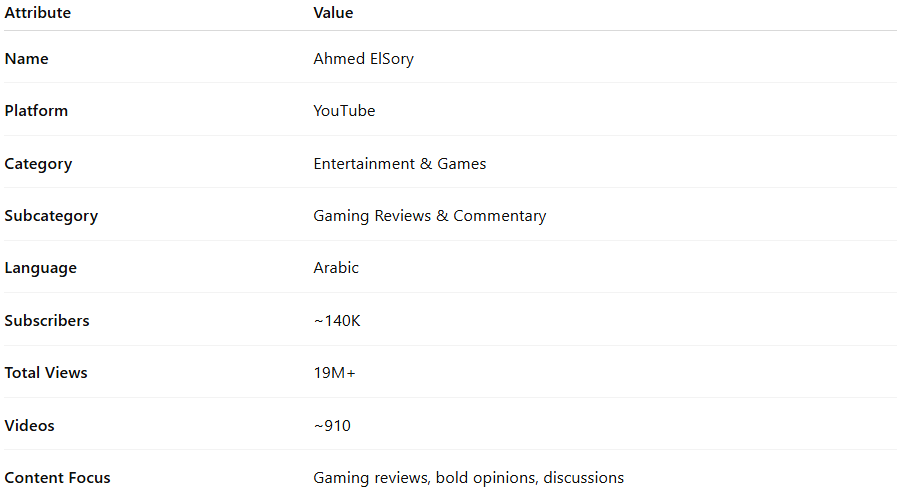 Attribute Value
Name Ahmed ElSory
Platform YouTube
Category Entertainment & Games
Subcategory Gaming Reviews & Commentary
Language Arabic
Subscribers ~140K
Total Views 19M+
Videos ~910
Content Focus Gaming reviews, bold opinions, discussions